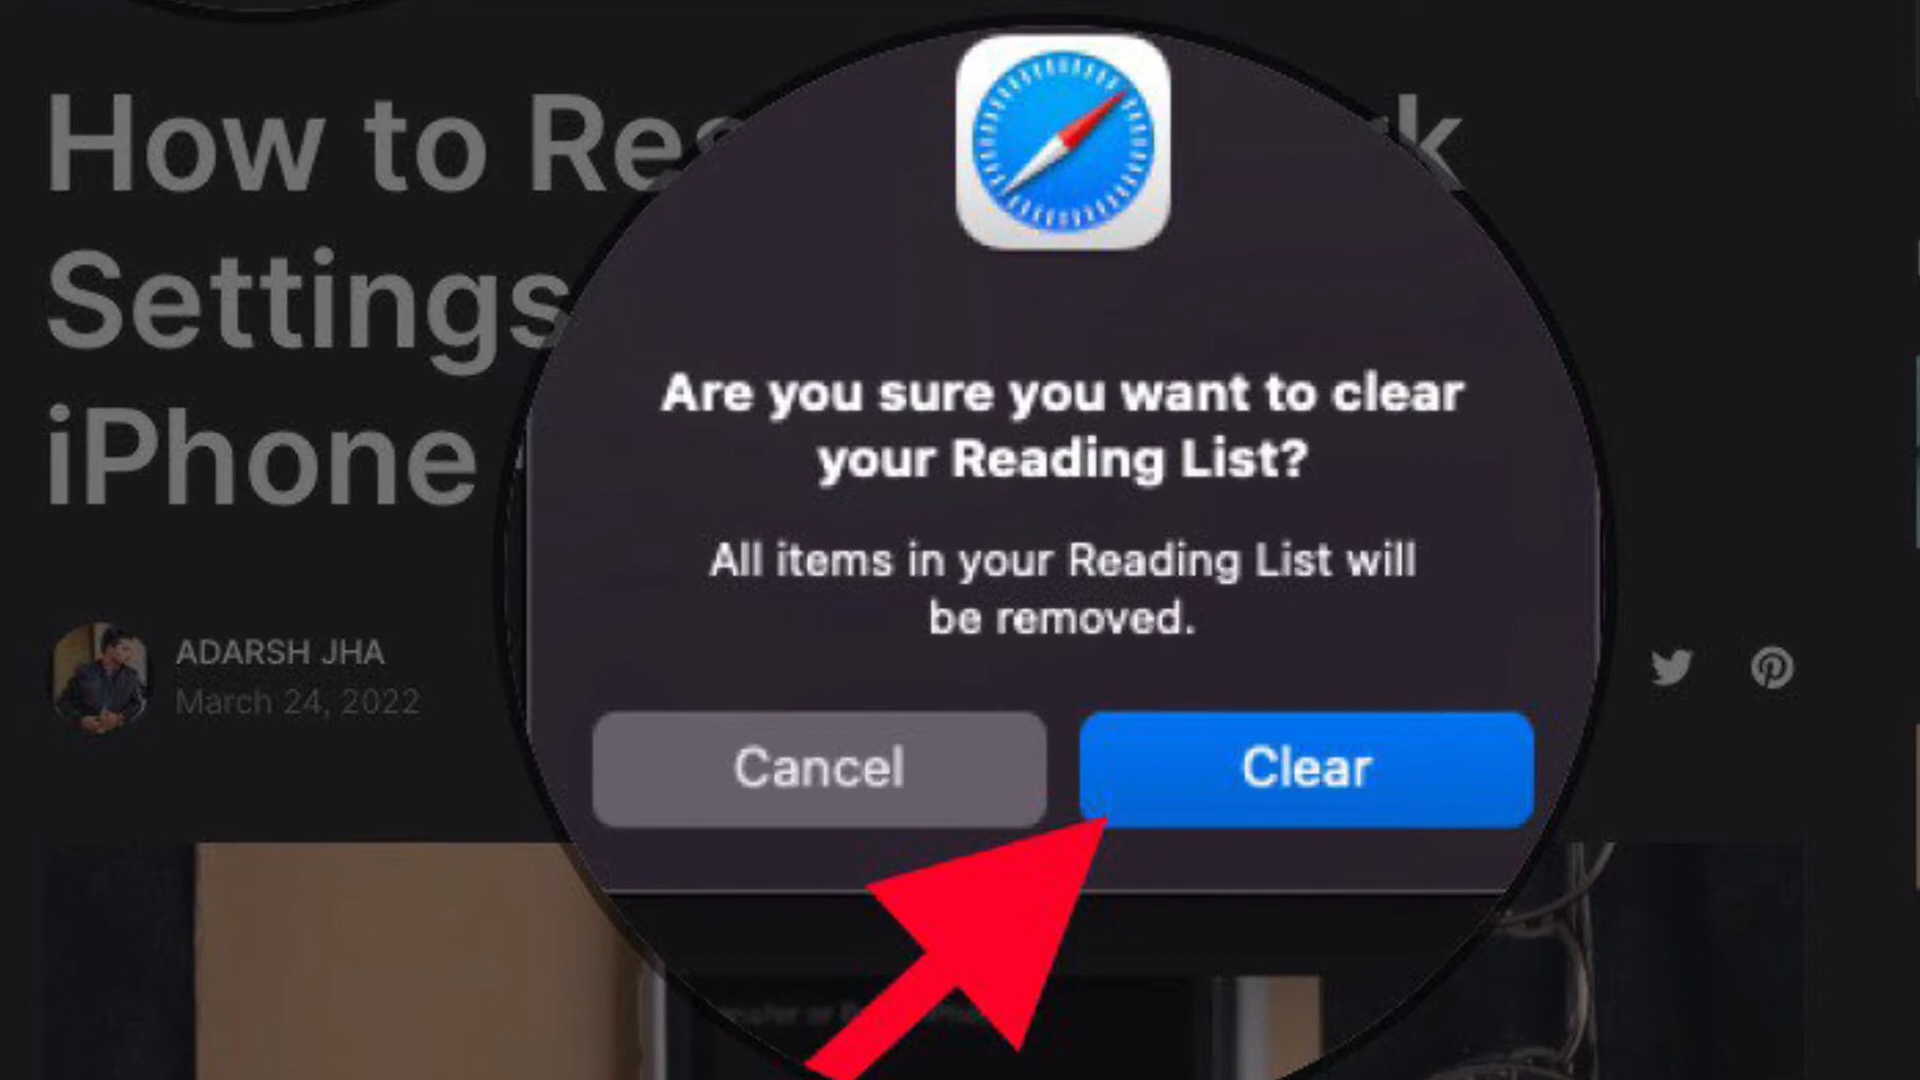 How to Res k
Settings
iPhone
Are you sure you want to clear
your Reading List?
All items in your Reading List will
be removed.
ADARSH JHA
March 24, 2022
Cancel
Clear